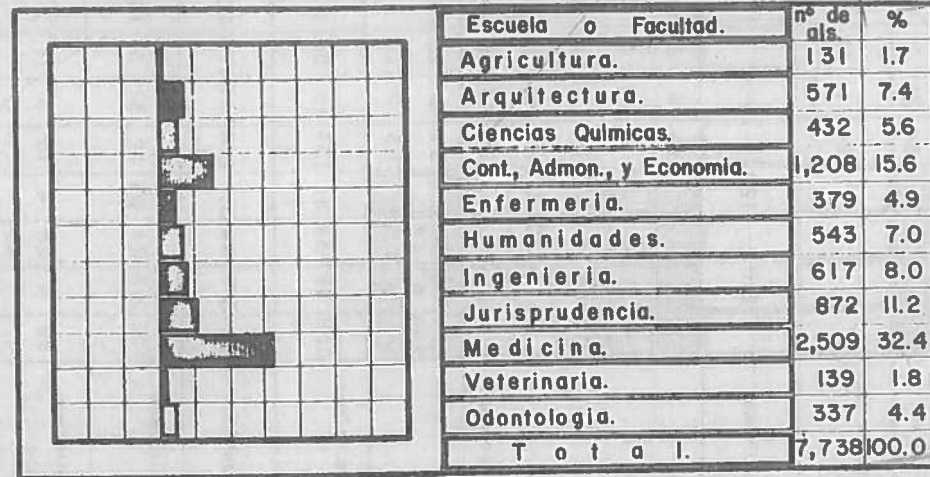 Escuela o Facultad. nº de als. %
Agricultura. 131 1.7
Arquitectura. 571 7.4
Ciencias Químicas. 432 5.6
Cont., Admon., y Economia. 1,208 15.6
Enfermeria. 379 4.9
Humanidades. 543 7.0
Ingenieria. 617 8.0
Jurisprudencia. 872 11.2
Medicina. 2,509 32.4
Veterinaria. 139 1.8
Odontologia. 337 4.4
Total. 7,738 100.0